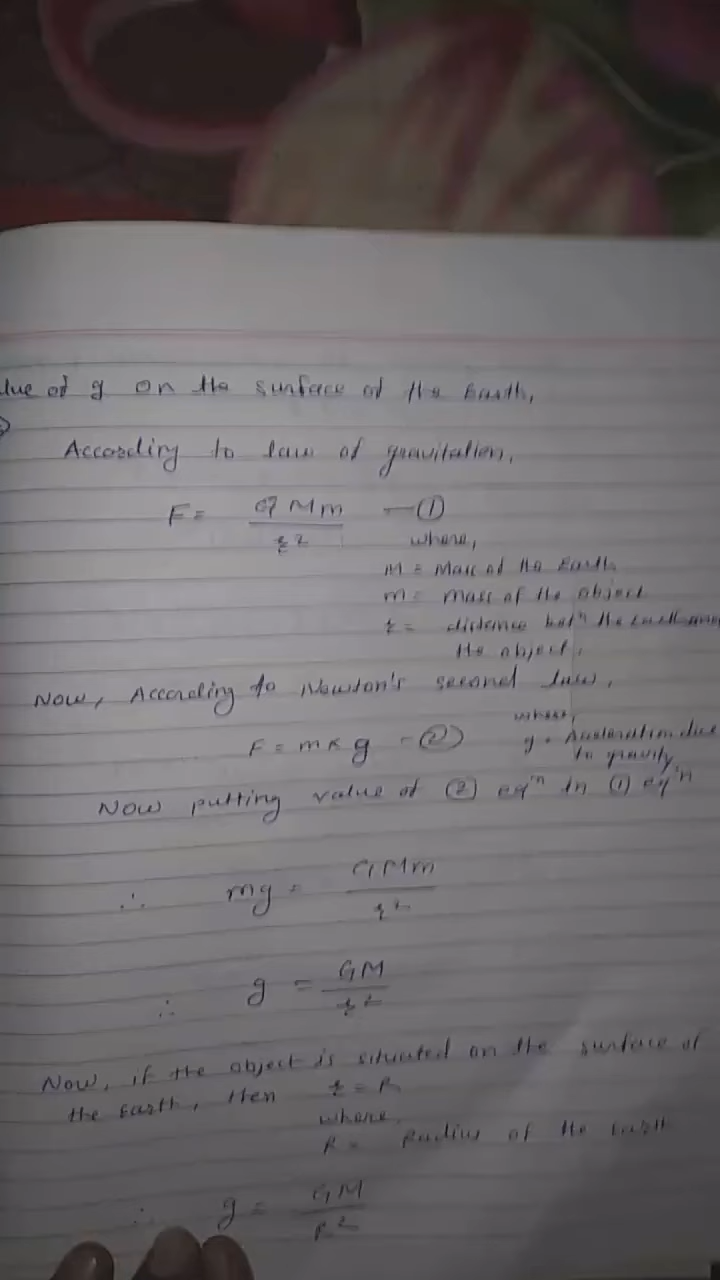 lue of g on the surface of the Earth,
According to law of gravitation,
F = GMm / r² —①
where,
M = Mass of the Earth
m = mass of the object
r = distance betn the Earth and
the object.
Now, According to Newton's second law,
F = m x g -②
where,
g = Acceleration due
to gravity
Now putting value of ② eqn in ① eqn
∴ mg = GMm / r²
∴ g = GM / r²
Now, if the object is situated on the surface of
the Earth, then r = R
where,
R = Radius of the Earth
∴ g = GM / R²